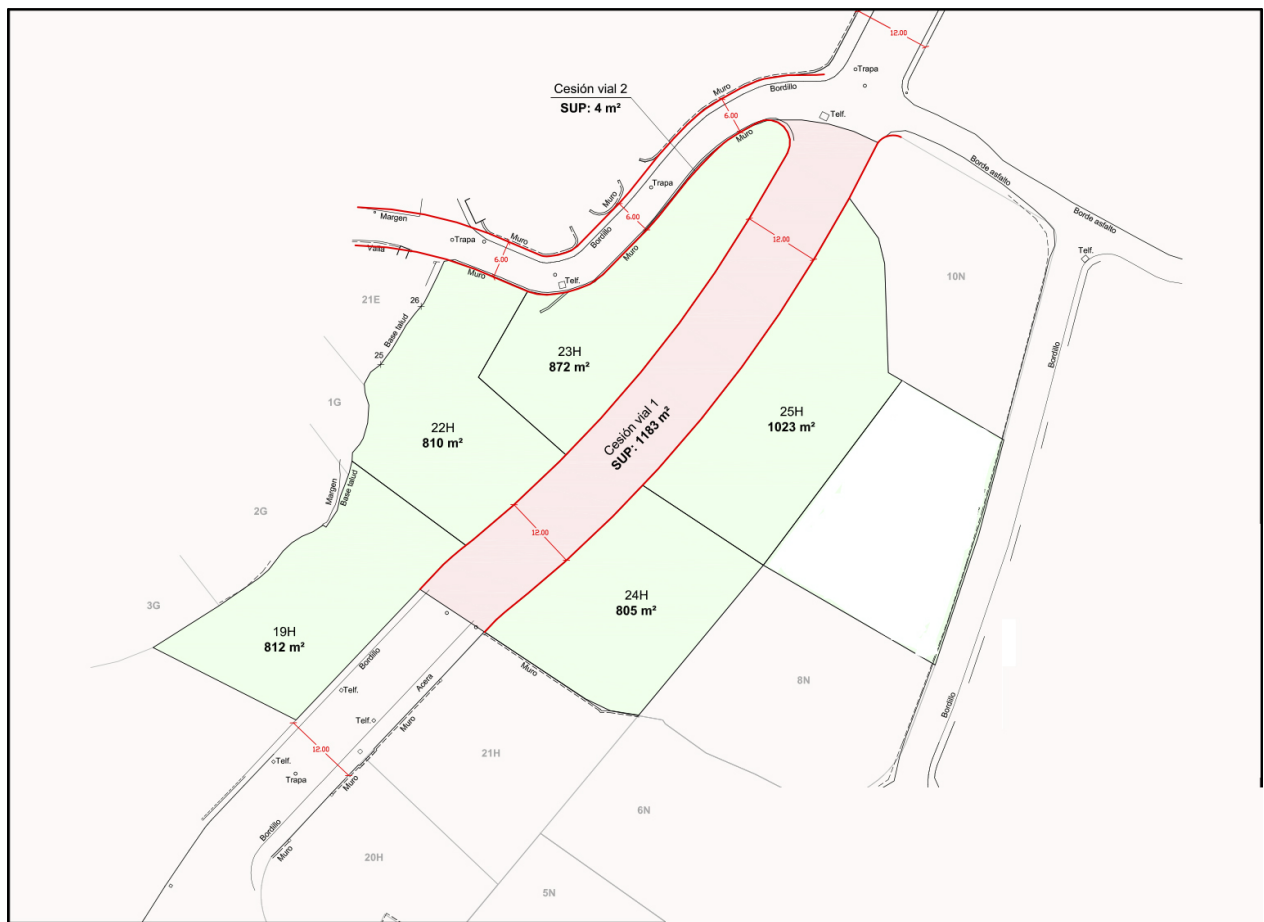 12.00
Trapa
Muro
Bordillo
Cesión vial 2
SUP: 4 m²
6.00
Telf.
Muro
Borde asfalto
Trapa
Muro
6.00
Borde asfalto
Margen
Trapa
Muro
Bordillo
Muro
12.00
Telf.
Valla
6.00
Muro
Telf.
10N
21E
26
Base talud
23H
872 m²
Bordillo
25
1G
22H
810 m²
Cesión vial 1
SUP: 1183 m²
25H
1023 m²
Margen
Base talud
2G
12.00
3G
19H
812 m²
24H
805 m²
Bordillo
Muro
8N
Acera
Telf.
Telf.
Muro
Bordillo
12.00
21H
Telf.
Trapa
Muro
6N
Bordillo
Muro
20H
5N